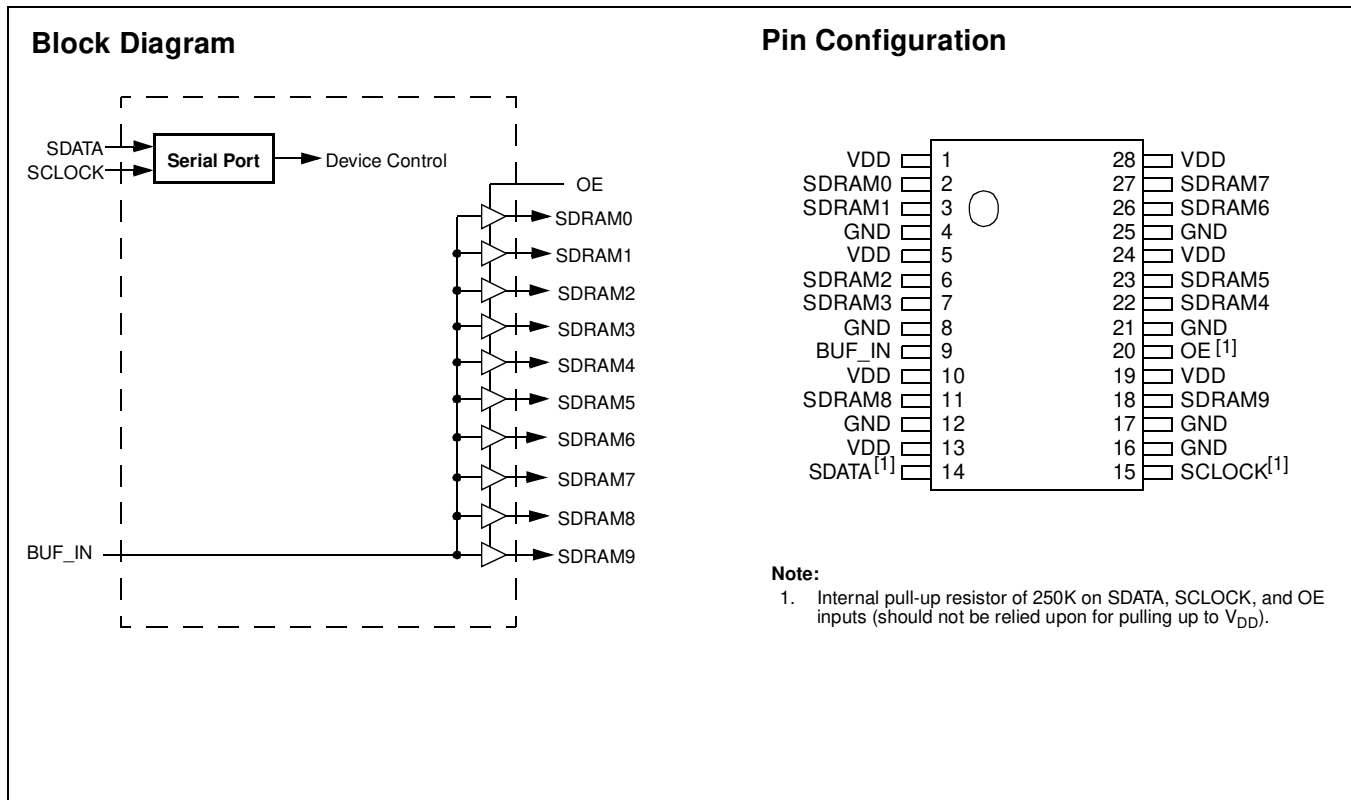 Block Diagram
SDATA
SCLOCK
Serial Port
Device Control
OE
SDRAM0
SDRAM1
SDRAM2
SDRAM3
SDRAM4
SDRAM5
SDRAM6
SDRAM7
SDRAM8
SDRAM9
BUF_IN
Pin Configuration
VDD 1 28 VDD
SDRAM0 2 27 SDRAM7
SDRAM1 3 26 SDRAM6
GND 4 25 GND
VDD 5 24 VDD
SDRAM2 6 23 SDRAM5
SDRAM3 7 22 SDRAM4
GND 8 21 GND
BUF_IN 9 20 OE[1]
VDD 10 19 VDD
SDRAM8 11 18 SDRAM9
GND 12 17 GND
VDD 13 16 GND
SDATA[1] 14 15 SCLOCK[1]
Note:
1. Internal pull-up resistor of 250K on SDATA, SCLOCK, and OE
inputs (should not be relied upon for pulling up to VDD).